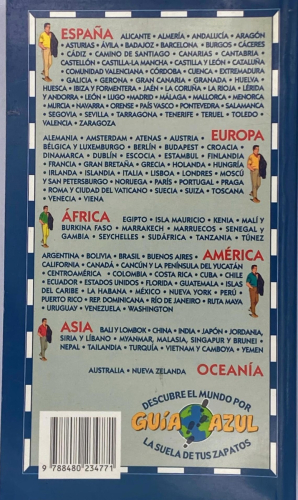 ESPAÑA ALICANTE • ALMERÍA • ANDALUCÍA • ARAGÓN
• ASTURIAS • ÁVILA • BADAJOZ • BARCELONA • BURGOS • CÁCERES
• CÁDIZ • CAMINO DE SANTIAGO • CANARIAS • CANTABRIA •
CASTELLÓN • CASTILLA-LA MANCHA • CASTILLA y LEÓN • CATALUÑA
• COMUNIDAD VALENCIANA • CÓRDOBA • CUENCA • EXTREMADURA
• GALICIA • GERONA • GRAN CANARIA • GRANADA • HUELVA •
HUESCA • IBIZA Y FORMENTERA • JAÉN • LA CORUÑA • LA RIOJA • LÉRIDA
y ANDORRA • LEÓN • LUGO • MADRID • MÁLAGA • MALLORCA • MENORCA
• MURCIA • NAVARRA • ORENSE • PAÍS VASCO • PONTEVEDRA • SALAMANCA
• SEGOVIA • SEVILLA • TARRAGONA • TENERIFE • TERUEL • TOLEDO
• VALENCIA • ZARAGOZA
ALEMANIA • AMSTERDAM • ATENAS • AUSTRIA • EUROPA
BÉLGICA Y LUXEMBURGO • BERLÍN • BUDAPEST • CROACIA •
DINAMARCA • DUBLÍN • ESCOCIA • ESTAMBUL • FINLANDIA
• FRANCIA • GRAN BRETAÑA • GRECIA • HOLANDA • HUNGRÍA
• IRLANDA • ISLANDIA • ITALIA • LISBOA • LONDRES • MOSCÚ
y SAN PETERSBURGO • NORUEGA • PARÍS • PORTUGAL • PRAGA
• ROMA Y CIUDAD DEL VATICANO • SUECIA • SUIZA • TOSCANA
• VENECIA • VIENA
ÁFRICA EGIPTO • ISLA MAURICIO • KENIA • MALÍ y
BURKINA FASO • MARRAKECH • MARRUECOS • SENEGAL y
GAMBIA • SEYCHELLES • SUDÁFRICA • TANZANIA • TÚNEZ
ARGENTINA • BOLIVIA • BRASIL • BUENOS AIRES • AMÉRICA
CALIFORNIA • CANADÁ • CANCÚN Y LA PENÍNSULA DEL YUCATÁN
• CENTROAMÉRICA • COLOMBIA • COSTA RICA • CUBA • CHILE
• ECUADOR • ESTADOS UNIDOS • FLORIDA • GUATEMALA • ISLAS
DEL CARIBE • LA HABANA • MÉXICO • NUEVA YORK • PERÚ •
PUERTO RICO • REP. DOMINICANA • RÍO DE JANEIRO • RUTA MAYA
• URUGUAY • VENEZUELA • WASHINGTON
ASIA BALI Y LOMBOK • CHINA • INDIA • JAPÓN • JORDANIA,
SIRIA y LÍBANO • MYANMAR, MALASIA, SINGAPUR Y BRUNEI
• NEPAL • TAILANDIA • TURQUÍA • VIETNAM y CAMBOYA • YEMEN
AUSTRALIA • NUEVA ZELANDA OCEANÍA
DESCUBRE EL MUNDO POR
GUÍA AZUL
LA SUELA DE TUS ZAPATOS
9 788480 234771